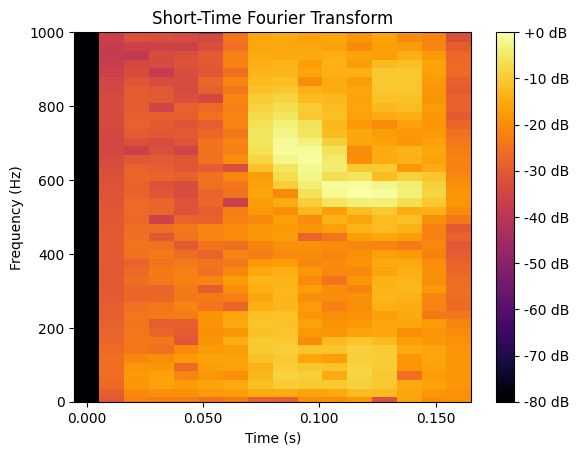 Short-Time Fourier Transform
1000
800
600
400
200
0
Frequency (Hz)
0.000
0.050
0.100
0.150
Time (s)
+0 dB
-10 dB
-20 dB
-30 dB
-40 dB
-50 dB
-60 dB
-70 dB
-80 dB